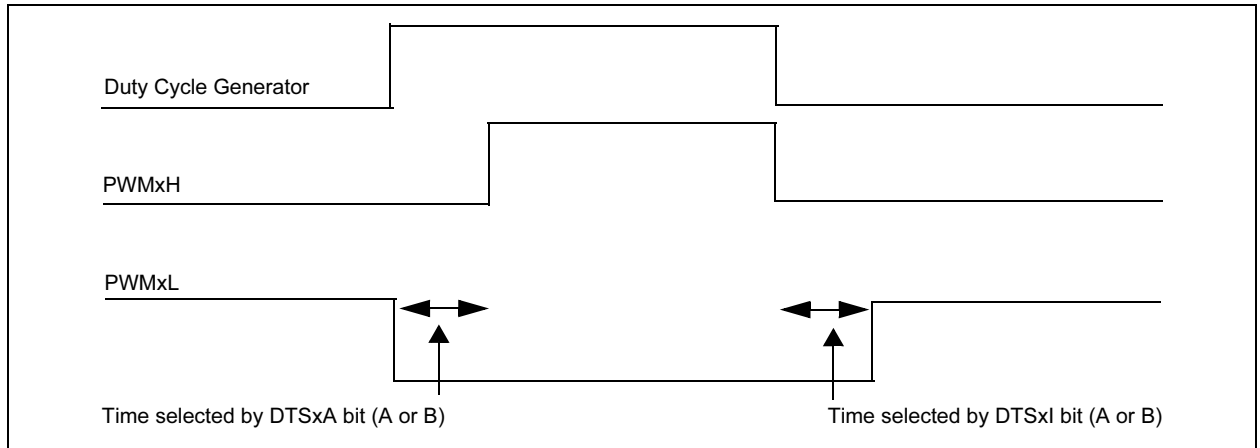 Duty Cycle Generator
PWMxH
PWMxL
Time selected by DTSxA bit (A or B)
Time selected by DTSxI bit (A or B)